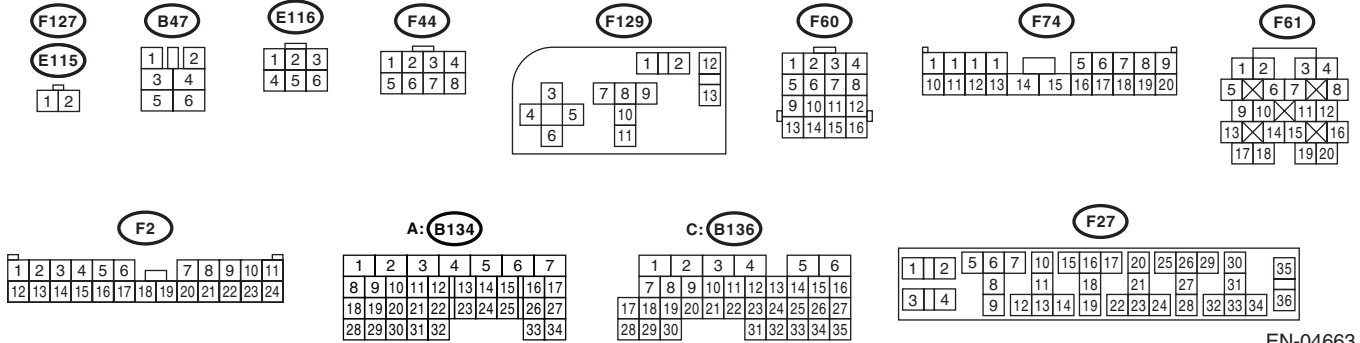 F127
E115
1 2
B47
1 2
3 4
5 6
E116
1 2 3
4 5 6
F44
1 2 3 4
5 6 7 8
F129
1 2 12
3 7 8 9 13
4 5 10
6 11
F60
1 2 3 4
5 6 7 8
9 10 11 12
13 14 15 16
F74
1 1 1 1 5 6 7 8 9
10 11 12 13 14 15 16 17 18 19 20
F61
1 2 3 4
5 6 7 8
9 10 11 12
13 14 15 16
17 18 19 20
F2
1 2 3 4 5 6 7 8 9 10 11
12 13 14 15 16 17 18 19 20 21 22 23 24
A: B134
1 2 3 4 5 6 7
8 9 10 11 12 13 14 15 16 17
18 19 20 21 22 23 24 25 26 27
28 29 30 31 32 33 34
C: B136
1 2 3 4 5 6
7 8 9 10 11 12 13 14 15 16
17 18 19 20 21 22 23 24 25 26 27
28 29 30 31 32 33 34 35
F27
1 2 5 6 7 10 15 16 17 20 25 26 29 30 35
8 11 18 21 27 31
3 4 9 12 13 14 19 22 23 24 28 32 33 34 36
EN-04663